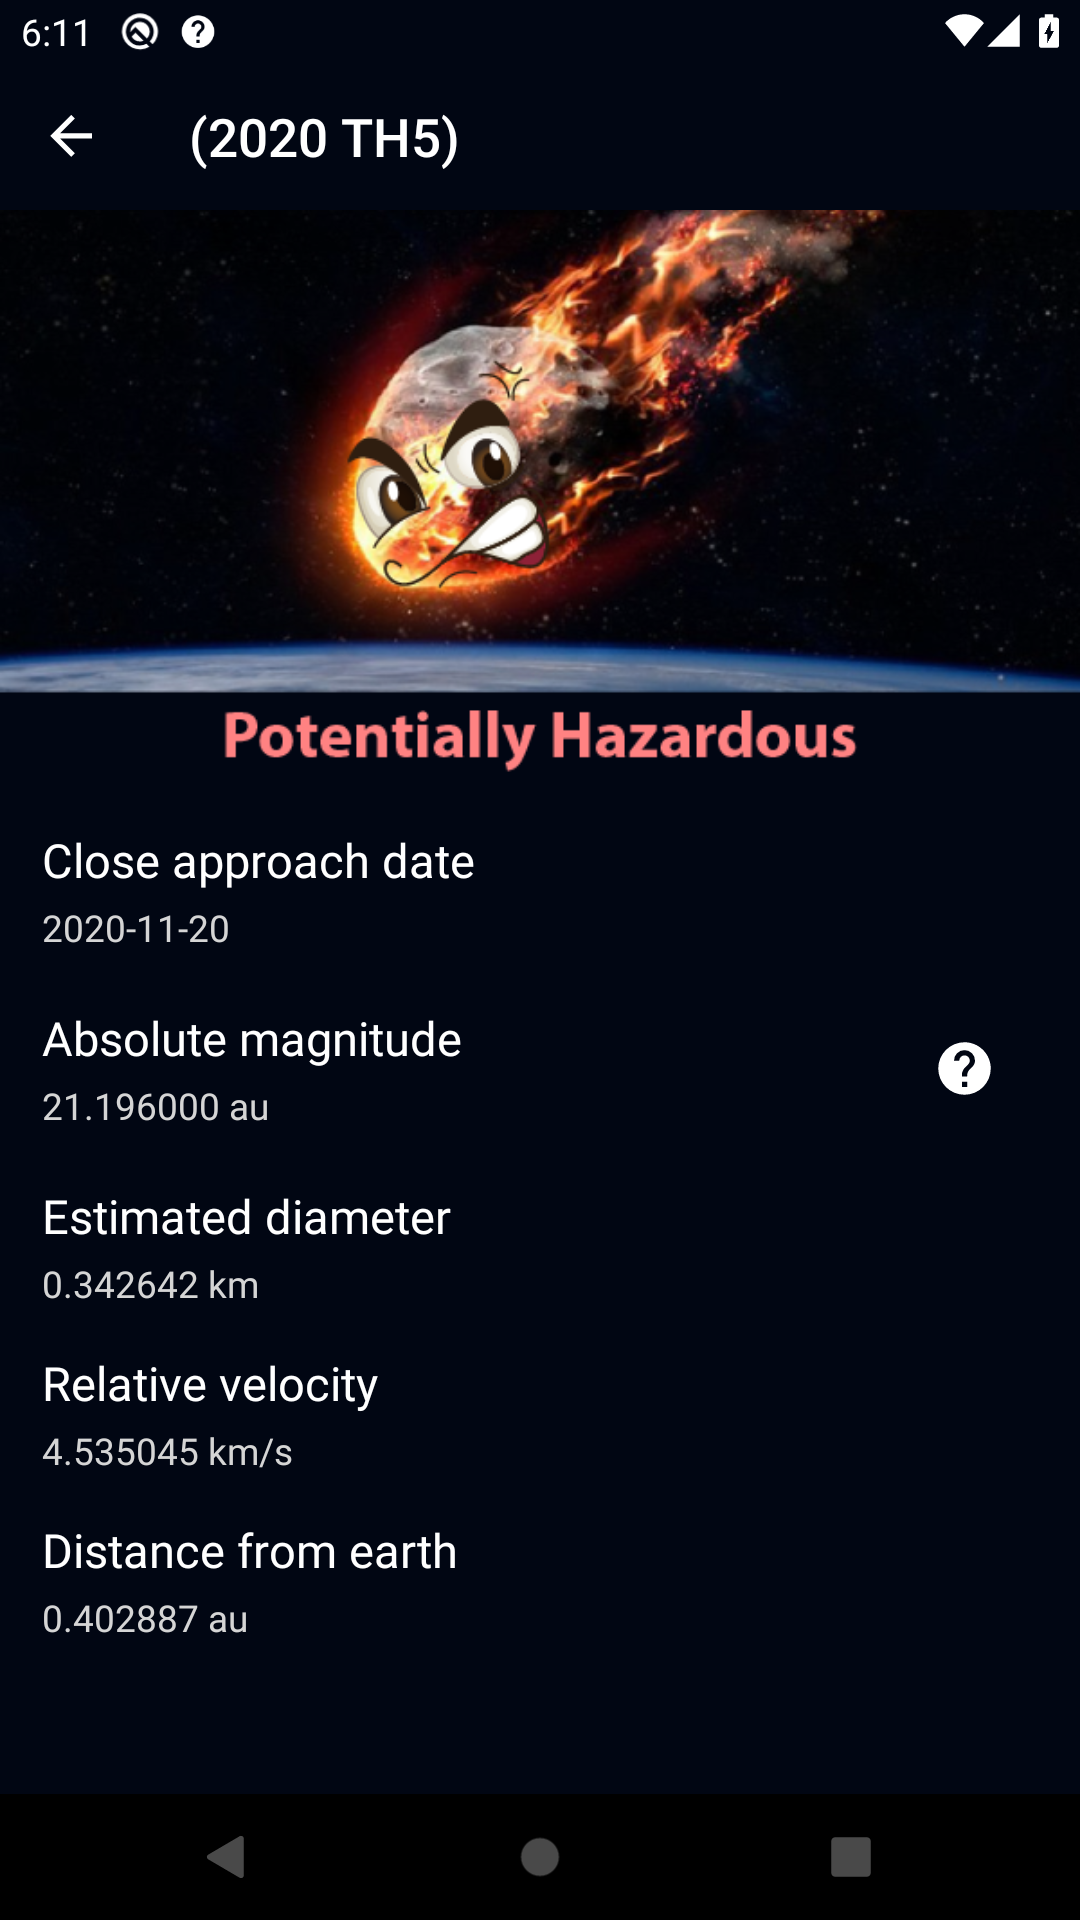 6:11
(2020 TH5)
Potentially Hazardous
Close approach date
2020-11-20
Absolute magnitude
21.196000 au
Estimated diameter
0.342642 km
Relative velocity
4.535045 km/s
Distance from earth
0.402887 au